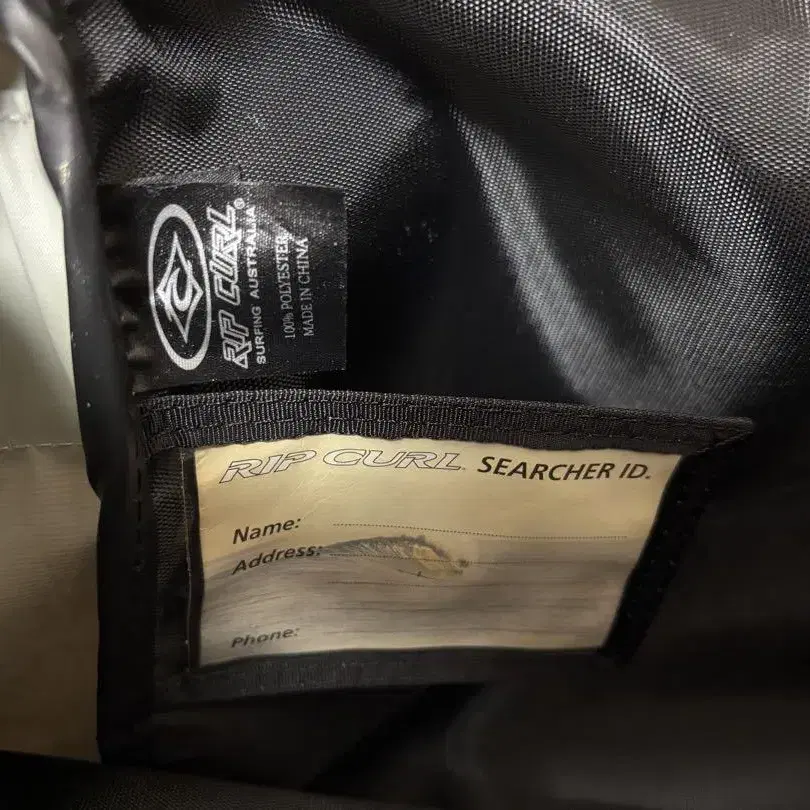 RIP CURL®
SURFING AUSTRALIA
100% POLYESTER
MADE IN CHINA
RIP CURL SEARCHER ID.
Name:
Address:
Phone: